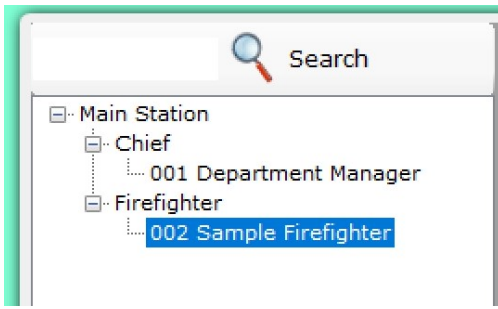 Search
Main Station
Chief
001 Department Manager
Firefighter
002 Sample Firefighter